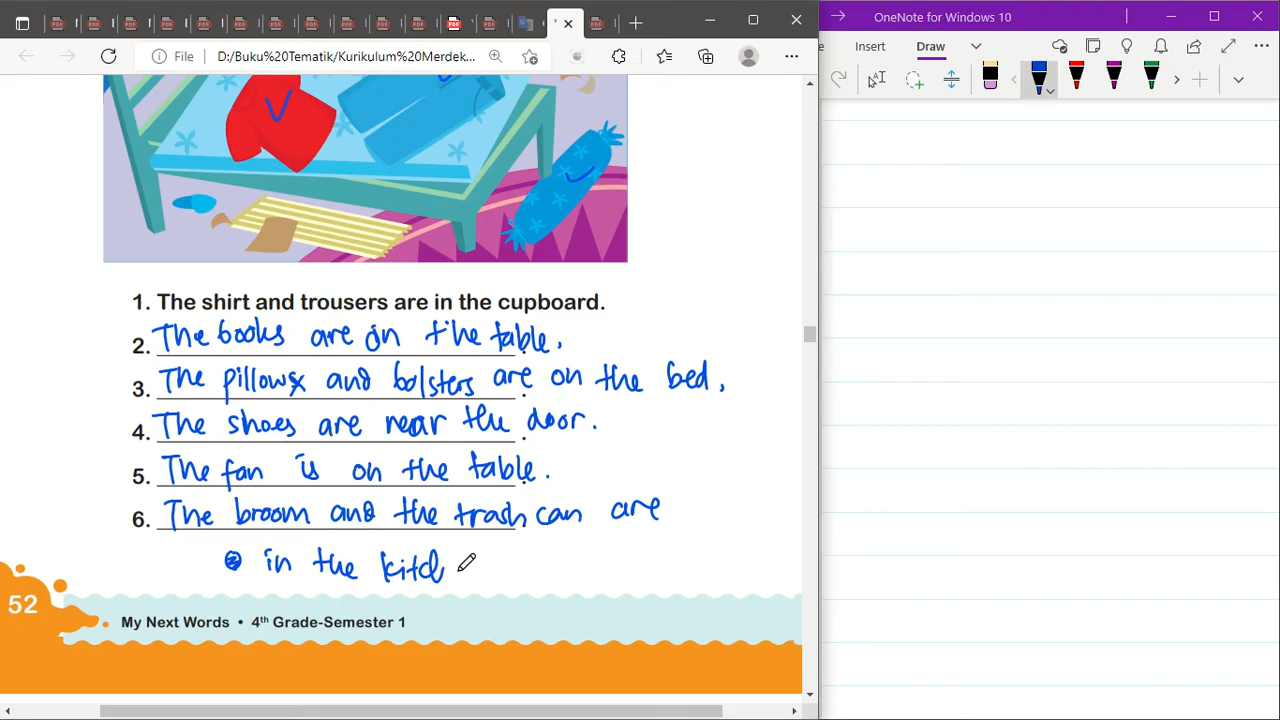 File
D:/Buku%20Tematik/Kurikulum%20Merdek...
OneNote for Windows 10
Insert
Draw
1. The shirt and trousers are in the cupboard.
2. The books are on the table.
3. The pillows and bolsters are on the bed.
4. The shoes are near the door.
5. The fan is on the table.
6. The broom and the trash can are
in the kitch
52
My Next Words • 4th Grade-Semester 1